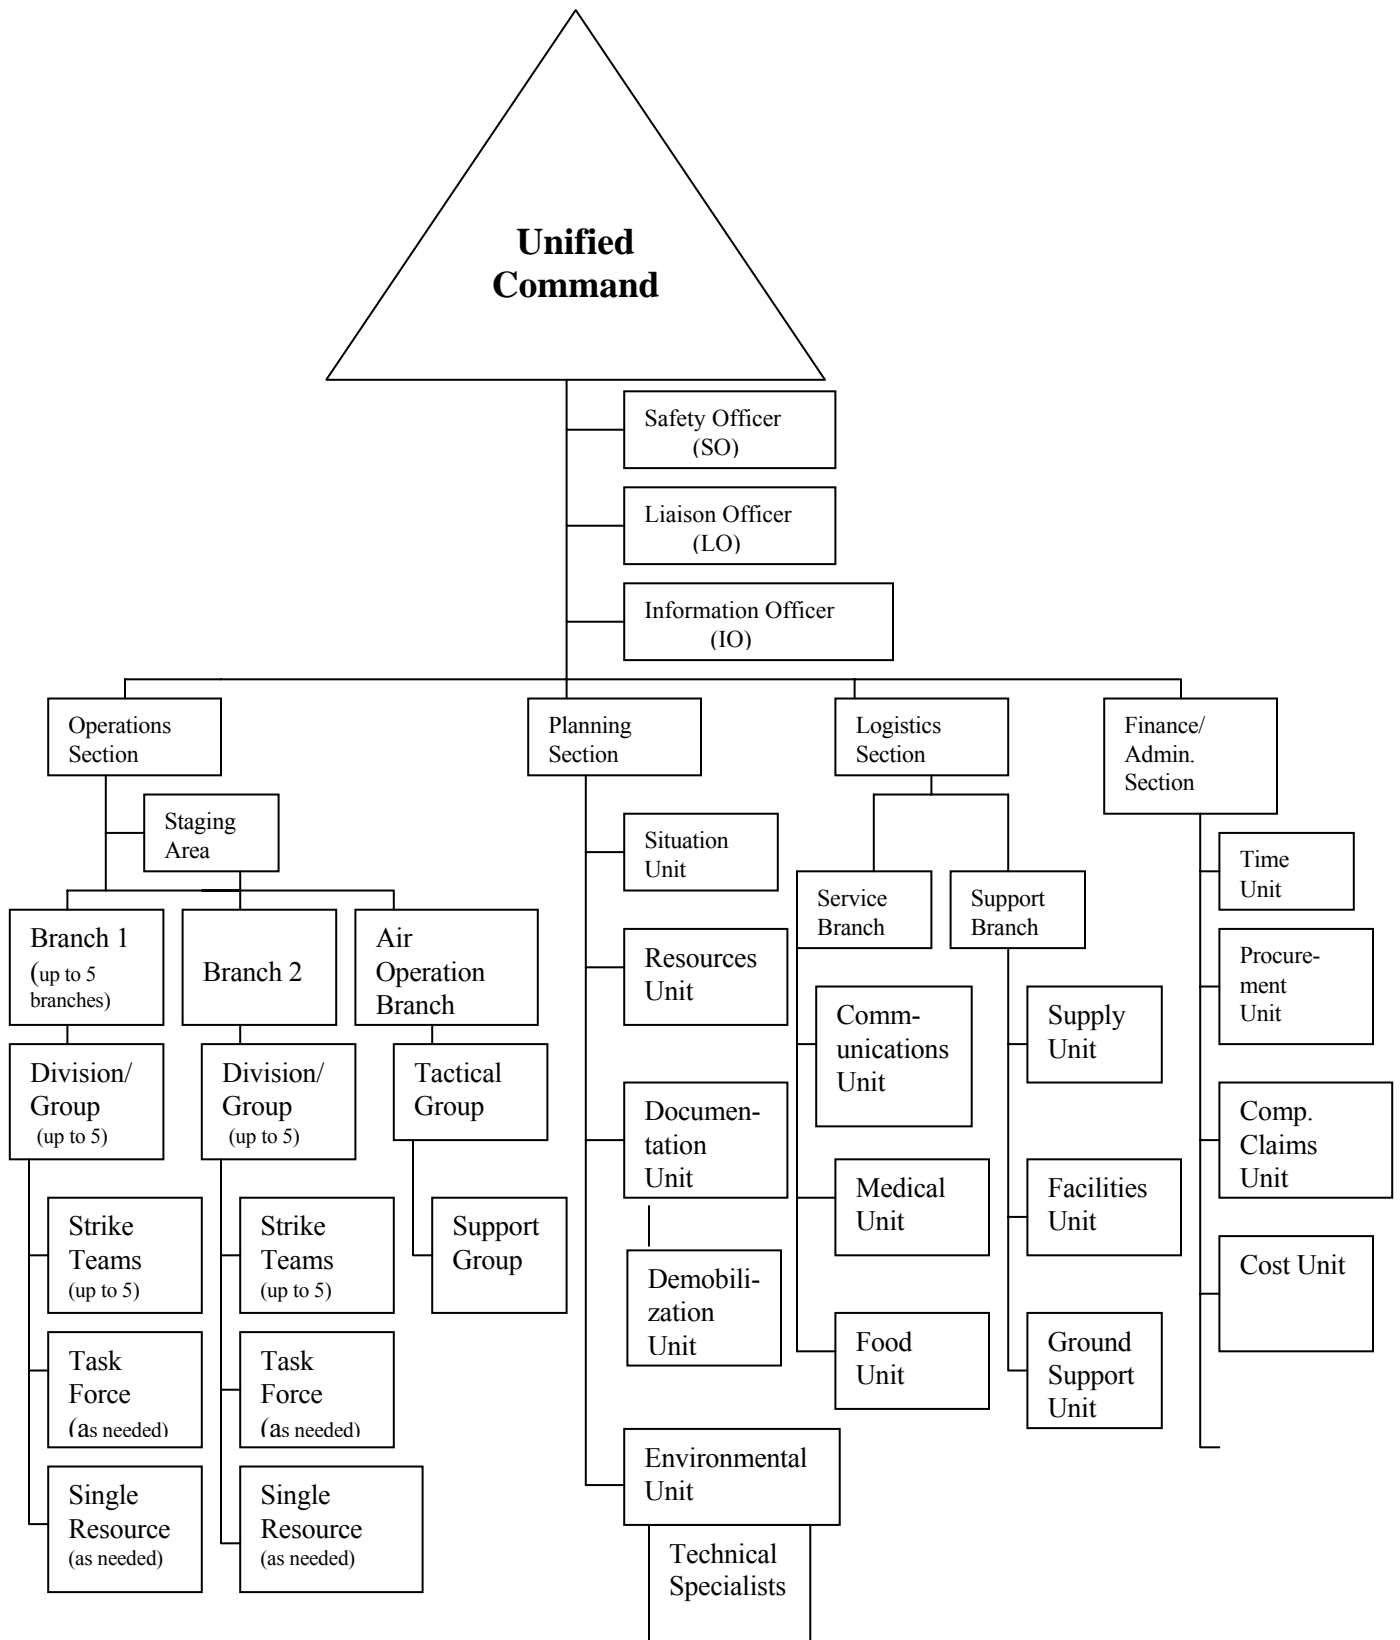 Unified
Command
Safety Officer
(SO)
Liaison Officer
(LO)
Information Officer
(IO)
Operations
Section
Planning
Section
Logistics
Section
Finance/
Admin.
Section
Staging
Area
Branch 1
(up to 5
branches)
Branch 2
Air
Operation
Branch
Division/
Group
(up to 5)
Division/
Group
(up to 5)
Tactical
Group
Strike
Teams
(up to 5)
Strike
Teams
(up to 5)
Support
Group
Task
Force
(as needed)
Task
Force
(as needed)
Single
Resource
(as needed)
Single
Resource
(as needed)
Situation
Unit
Resources
Unit
Documen-
tation
Unit
Demobili-
zation
Unit
Environmental
Unit
Technical
Specialists
Service
Branch
Support
Branch
Comm-
unications
Unit
Medical
Unit
Food
Unit
Supply
Unit
Facilities
Unit
Ground
Support
Unit
Time
Unit
Procure-
ment
Unit
Comp.
Claims
Unit
Cost Unit